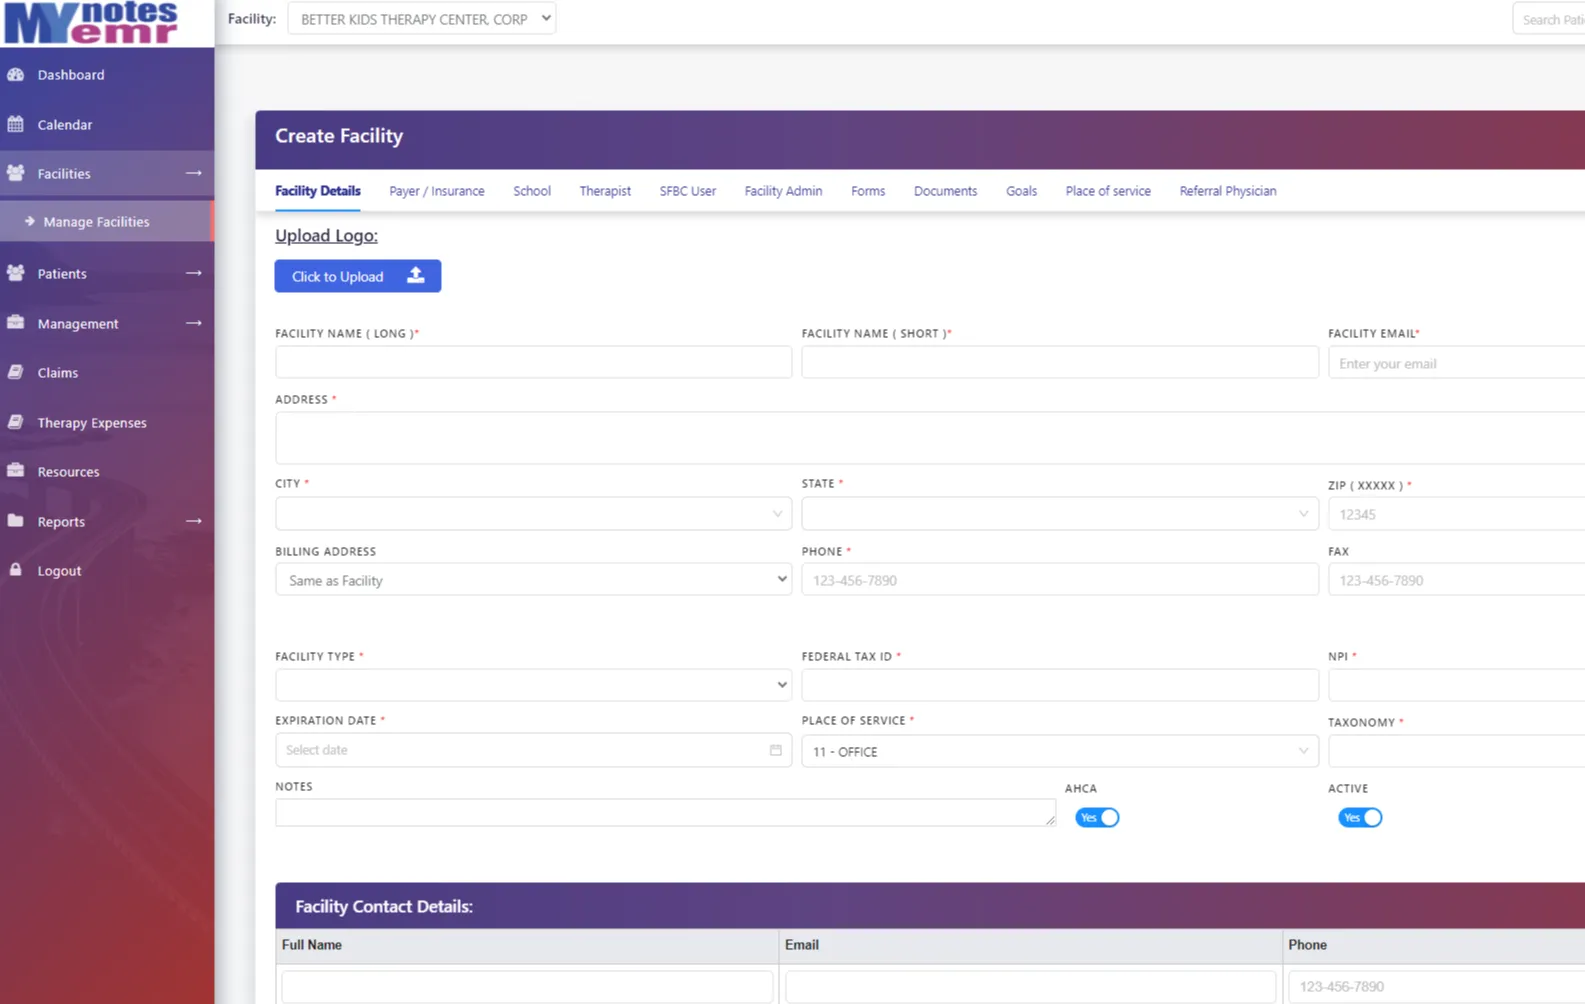 MYnotes
emr
Facility: BETTER KIDS THERAPY CENTER, CORP
Search Pati
Dashboard
Calendar
Facilities
Manage Facilities
Patients
Management
Claims
Therapy Expenses
Resources
Reports
Logout
Create Facility
Facility Details Payer / Insurance School Therapist SFBC User Facility Admin Forms Documents Goals Place of service Referral Physician
Upload Logo:
Click to Upload
FACILITY NAME ( LONG )* FACILITY NAME ( SHORT )* FACILITY EMAIL*
Enter your email
ADDRESS *
CITY * STATE * ZIP ( XXXXX ) *
12345
BILLING ADDRESS PHONE * FAX
Same as Facility 123-456-7890 123-456-7890
FACILITY TYPE * FEDERAL TAX ID * NPI *
EXPIRATION DATE * PLACE OF SERVICE * TAXONOMY *
Select date 11 - OFFICE
NOTES AHCA ACTIVE
Yes Yes
Facility Contact Details:
Full Name Email Phone
123-456-7890